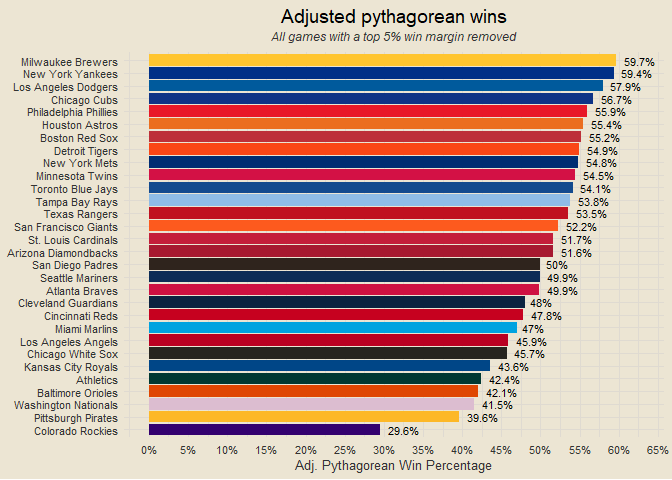 Adjusted pythagorean wins
All games with a top 5% win margin removed
Milwaukee Brewers 59.7%
New York Yankees 59.4%
Los Angeles Dodgers 57.9%
Chicago Cubs 56.7%
Philadelphia Phillies 55.9%
Houston Astros 55.4%
Boston Red Sox 55.2%
Detroit Tigers 54.9%
New York Mets 54.8%
Minnesota Twins 54.5%
Toronto Blue Jays 54.1%
Tampa Bay Rays 53.8%
Texas Rangers 53.5%
San Francisco Giants 52.2%
St. Louis Cardinals 51.7%
Arizona Diamondbacks 51.6%
San Diego Padres 50%
Seattle Mariners 49.9%
Atlanta Braves 49.9%
Cleveland Guardians 48%
Cincinnati Reds 47.8%
Miami Marlins 47%
Los Angeles Angels 45.9%
Chicago White Sox 45.7%
Kansas City Royals 43.6%
Athletics 42.4%
Baltimore Orioles 42.1%
Washington Nationals 41.5%
Pittsburgh Pirates 39.6%
Colorado Rockies 29.6%
0% 5% 10% 15% 20% 25% 30% 35% 40% 45% 50% 55% 60% 65%
Adj. Pythagorean Win Percentage